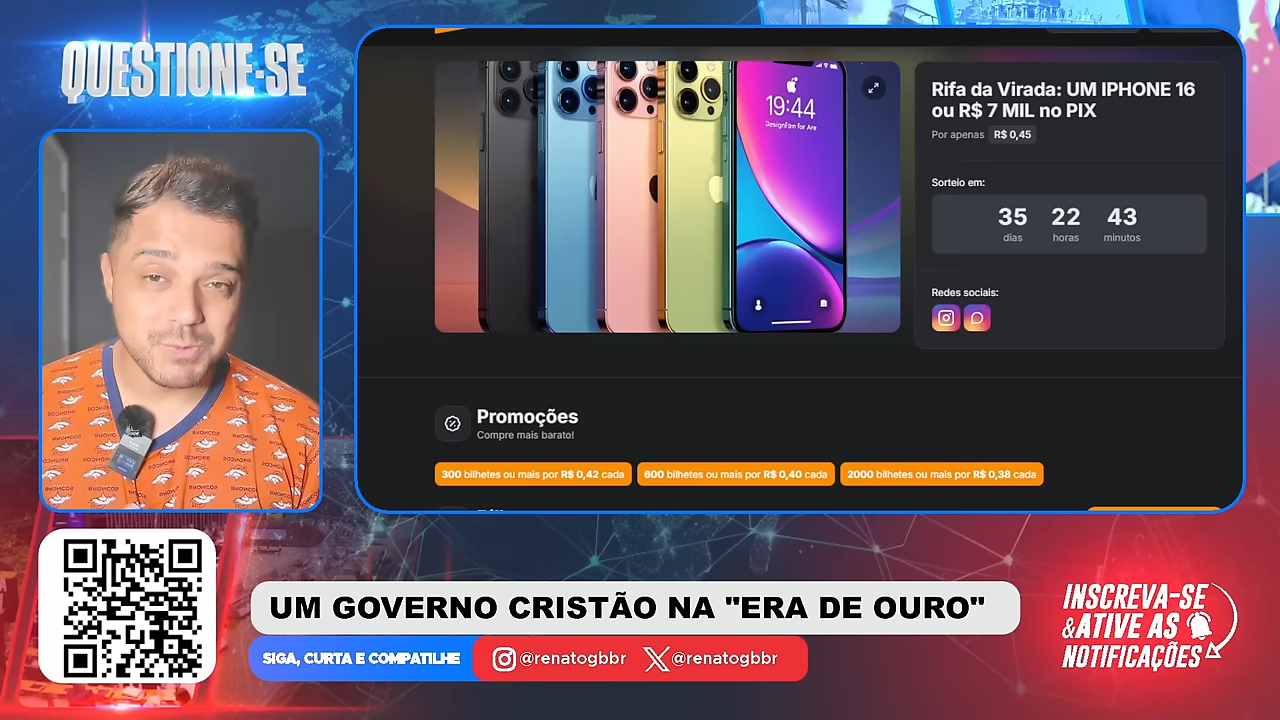 QUESTIONE-SE
19:44
Rifa da Virada: UM IPHONE 16
ou R$ 7 MIL no PIX
Por apenas R$ 0,45
Sorteio em:
35 22 43
dias horas minutos
Redes sociais:
Promoções
Compre mais barato!
300 bilhetes ou mais por R$ 0,42 cada
600 bilhetes ou mais por R$ 0,40 cada
2000 bilhetes ou mais por R$ 0,38 cada
BRONCOS
UM GOVERNO CRISTÃO NA "ERA DE OURO"
SIGA, CURTA E COMPATILHE
@renatogbbr
@renatogbbr
INSCREVA-SE
&ATIVE AS
NOTIFICAÇÕES